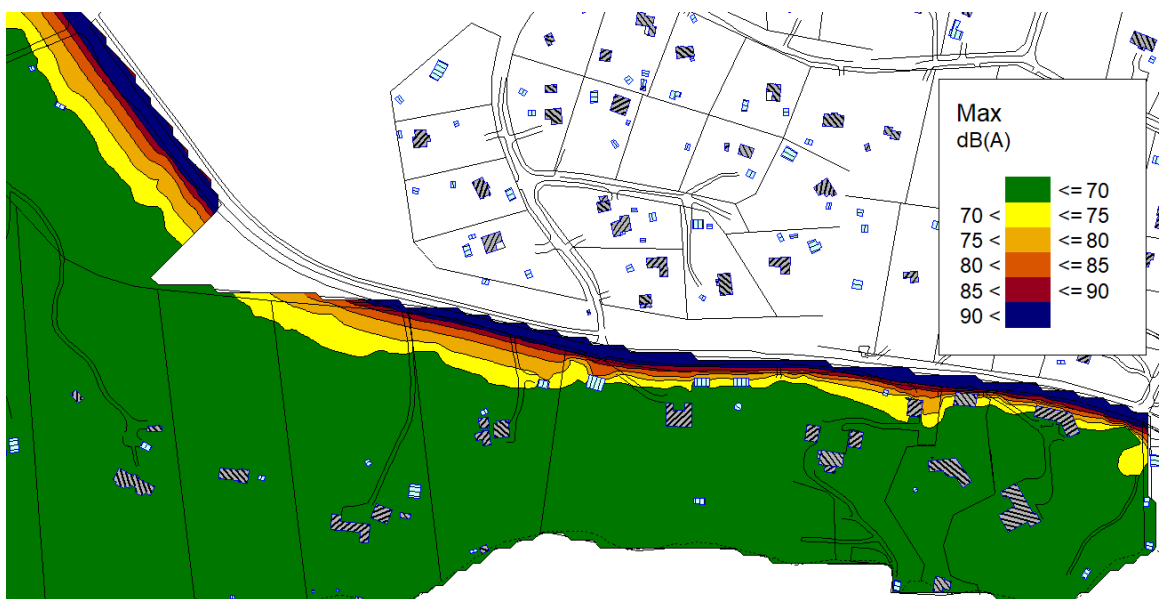 Max
dB(A)
<= 70
70 < <= 75
75 < <= 80
80 < <= 85
85 < <= 90
90 <